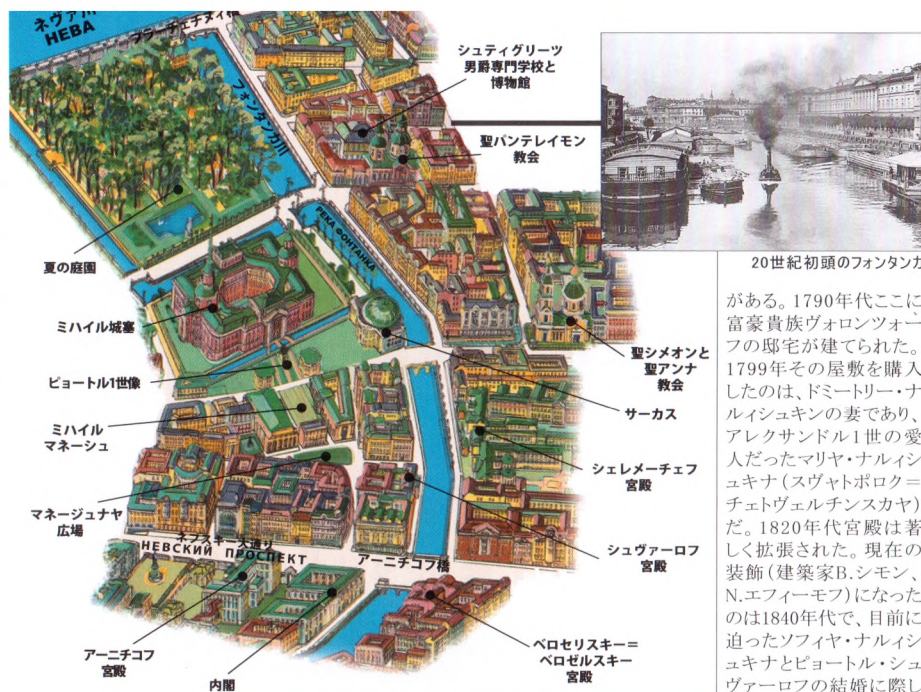 ネヴァ川
НЕВА
プラーチェチヌイ橋
フォンタンカ川
シュティグリーツ
男爵専門学校と
博物館
聖パンテレイモン
教会
РЕКА ФОНТАНКА
夏の庭園
ミハイル城塞
ピョートル1世像
ミハイル
マネーシュ
マネージュナヤ
広場
聖シメオンと
聖アンナ
教会
サーカス
シェレメーチェフ
宮殿
シュヴァーロフ
宮殿
ネフスキー大通り
НЕВСКИЙ ПРОСПЕКТ
アーニチコフ橋
アーニチコフ
宮殿
内閣
ベロセリスキー=
ベロゼルスキー
宮殿
20世紀初頭のフォンタンカ
がある。1790年代ここに
富豪貴族ヴォロンツォー
フの邸宅が建てられた。
1799年その屋敷を購入
したのは、ドミートリー・ナ
ルィシュキンの妻であり、
アレクサンドル1世の愛
人だったマリヤ・ナルィシ
ュキナ(スヴャトポロク=
チェトヴェルチンスカヤ)
だ。1820年代宮殿は著
しく拡張された。現在の
装飾(建築家B.シモン、
N.エフィーモフ)になった
のは1840年代で、目前に
迫ったソフィヤ・ナルィシ
ュキナとピョートル・シュ
ヴァーロフの結婚に際し